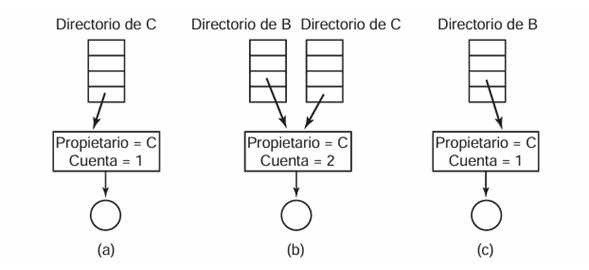 Directorio de C
Directorio de B
Directorio de C
Directorio de B
Propietario = C
Cuenta = 1
Propietario = C
Cuenta = 2
Propietario = C
Cuenta = 1
(a)
(b)
(c)